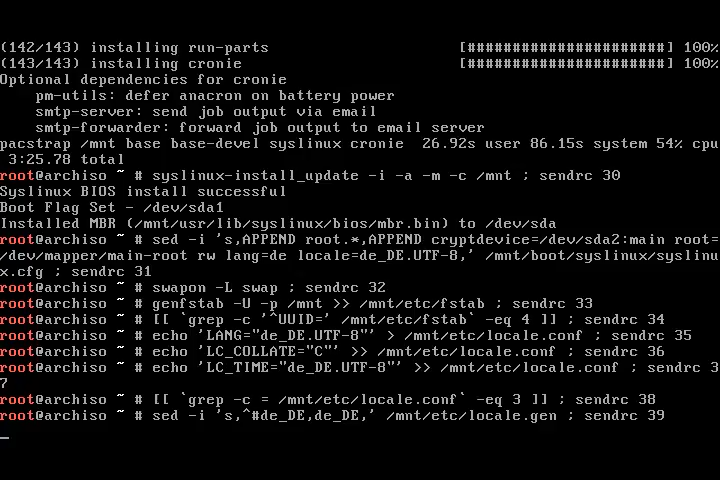 (142/143) installing run-parts                          [######################] 100%
(143/143) installing cronie                             [######################] 100%
Optional dependencies for cronie
    pm-utils: defer anacron on battery power
    smtp-server: send job output via email
    smtp-forwarder: forward job output to email server
pacstrap /mnt base base-devel syslinux cronie  26.92s user 86.15s system 54% cpu
 3:25.78 total
root@archiso ~ # syslinux-install_update -i -a -m -c /mnt ; sendrc 30
Syslinux BIOS install successful
Boot Flag Set - /dev/sda1
Installed MBR (/mnt/usr/lib/syslinux/bios/mbr.bin) to /dev/sda
root@archiso ~ # sed -i 's,APPEND root.*,APPEND cryptdevice=/dev/sda2:main root=
/dev/mapper/main-root rw lang=de locale=de_DE.UTF-8,' /mnt/boot/syslinux/syslinu
x.cfg ; sendrc 31
root@archiso ~ # swapon -L swap ; sendrc 32
root@archiso ~ # genfstab -U -p /mnt >> /mnt/etc/fstab ; sendrc 33
root@archiso ~ # [[ `grep -c '^UUID=' /mnt/etc/fstab` -eq 4 ]] ; sendrc 34
root@archiso ~ # echo 'LANG="de_DE.UTF-8"' > /mnt/etc/locale.conf ; sendrc 35
root@archiso ~ # echo 'LC_COLLATE="C"' >> /mnt/etc/locale.conf ; sendrc 36
root@archiso ~ # echo 'LC_TIME="de_DE.UTF-8"' >> /mnt/etc/locale.conf ; sendrc 3
7
root@archiso ~ # [[ `grep -c = /mnt/etc/locale.conf` -eq 3 ]] ; sendrc 38
root@archiso ~ # sed -i 's,^#de_DE,de_DE,' /mnt/etc/locale.gen ; sendrc 39
_